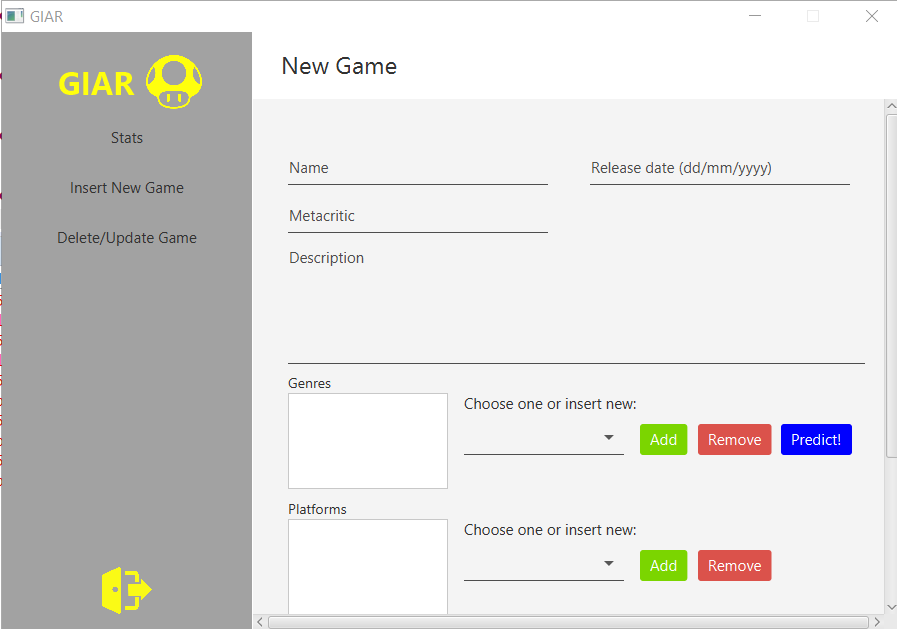 GIAR
GIAR
Stats
Insert New Game
Delete/Update Game
New Game
Name
Release date (dd/mm/yyyy)
Metacritic
Description
Genres
Choose one or insert new:
Add
Remove
Predict!
Platforms
Choose one or insert new:
Add
Remove